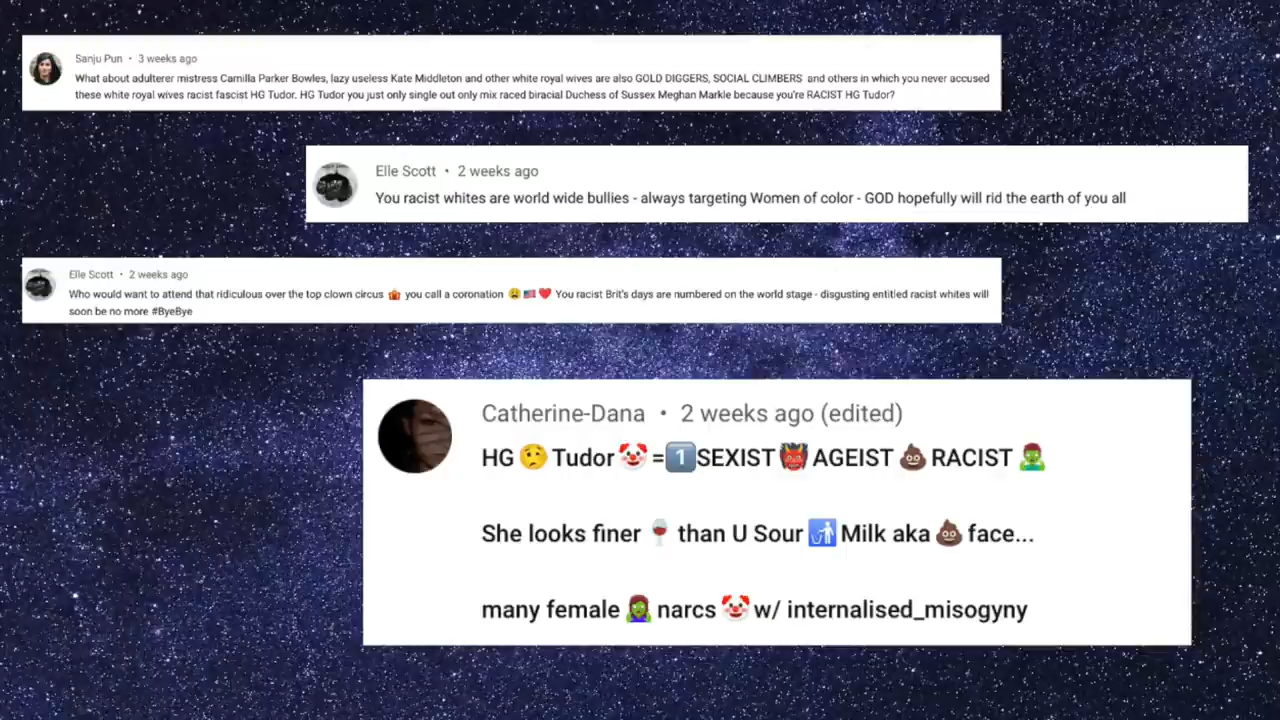 Sanju Pun • 3 weeks ago
What about adulterer mistress Camilla Parker Bowles, lazy useless Kate Middleton and other white royal wives are also GOLD DIGGERS, SOCIAL CLIMBERS and others in which you never accused
these white royal wives racist fascist HG Tudor. HG Tudor you just only single out only mix raced biracial Duchess of Sussex Meghan Markle because you're RACIST HG Tudor?
Elle Scott • 2 weeks ago
You racist whites are world wide bullies - always targeting Women of color - GOD hopefully will rid the earth of you all
Elle Scott • 2 weeks ago
Who would want to attend that ridiculous over the top clown circus 🎪 you call a coronation 😩🇺🇸❤️ You racist Brit's days are numbered on the world stage - disgusting entitled racist whites will
soon be no more #ByeBye
Catherine-Dana • 2 weeks ago (edited)
HG 🤥 Tudor 🤡 =1️⃣SEXIST 👹 AGEIST 💩 RACIST 🧟‍♂️
She looks finer 🍷 than U Sour 🚮 Milk aka 💩 face...
many female 🧟‍♀️ narcs 🤡 w/ internalised_misogyny